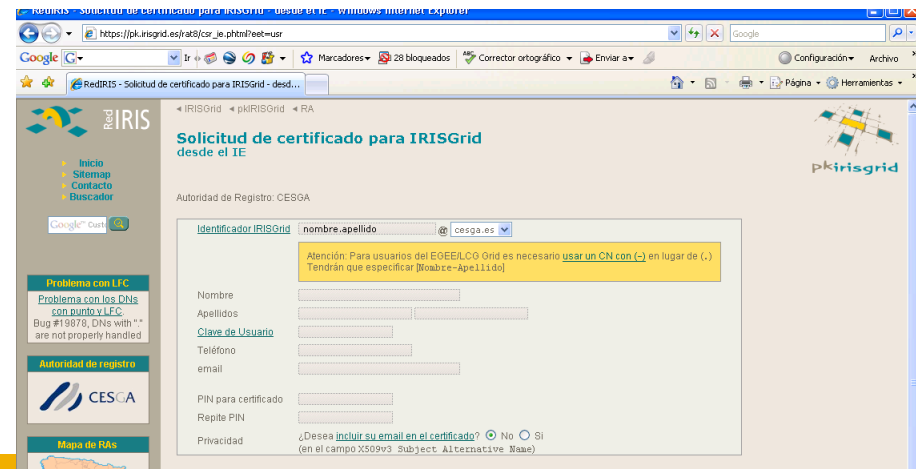 RedIRIS - Solicitud de certificado para IRISGrid - desde el IE - Windows Internet Explorer
https://pk.irisgrid.es/rat8/csr_ie.phtml?eet=usr
Google
Google G Ir Marcadores 28 bloqueados Corrector ortográfico Enviar a Configuración Archivo
RedIRIS - Solicitud de certificado para IRISGrid - desd... Página Herramientas
Red IRIS
Inicio
Sitemap
Contacto
Buscador
Google™ Cust
Problema con LFC
Problema con los DNs
con punto y LFC.
Bug #19878, DNs with "."
are not properly handled
Autoridad de registro
CESGA
Mapa de RAs
IRISGrid pkIRISGrid RA
Solicitud de certificado para IRISGrid
desde el IE
pkirisgrid
Autoridad de Registro: CESGA
Identificador IRISGrid nombre.apellido @ cesga.es
Atención: Para usuarios del EGEE/LCG Grid es necesario usar un CN con (-) en lugar de (.)
Tendrán que especificar [Nombre-Apellido]
Nombre
Apellidos
Clave de Usuario
Teléfono
email
PIN para certificado
Repite PIN
Privacidad ¿Desea incluir su email en el certificado? No Si
(en el campo X509v3 Subject Alternative Name)